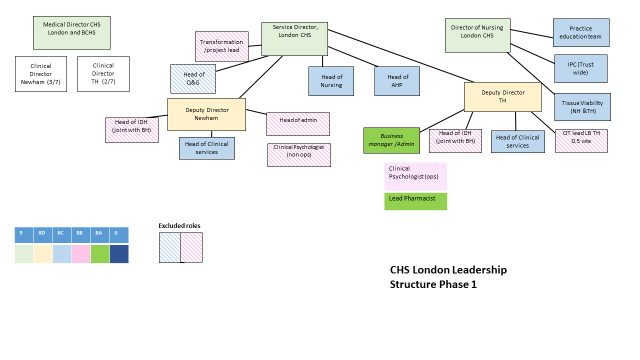 Medical Director CHS
London and BCHS
Service Director,
London CHS
Director of Nursing
London CHS
Practice
education team
Transformation
/project lead
Clinical
Director
Newham (3/7)
Clinical
Director
TH (2/7)
Head of
Q&G
Head of
Nursing
Head of
AHP
IPC (Trust
wide)
Deputy Director
Newham
Deputy Director
TH
Tissue Viability
(NH &TH)
Head of IDH
(joint with BH)
Head of admin
Head of Clinical
services
Clinical Psychologist
(non ops)
Business
manager /Admin
Head of IDH
(joint with BH)
Head of Clinical
services
OT lead LB TH
0.5 wte
Clinical
Psychologist (ops)
Lead Pharmacist
9 8D 8C 8B 8A 6
Excluded roles
CHS London Leadership
Structure Phase 1